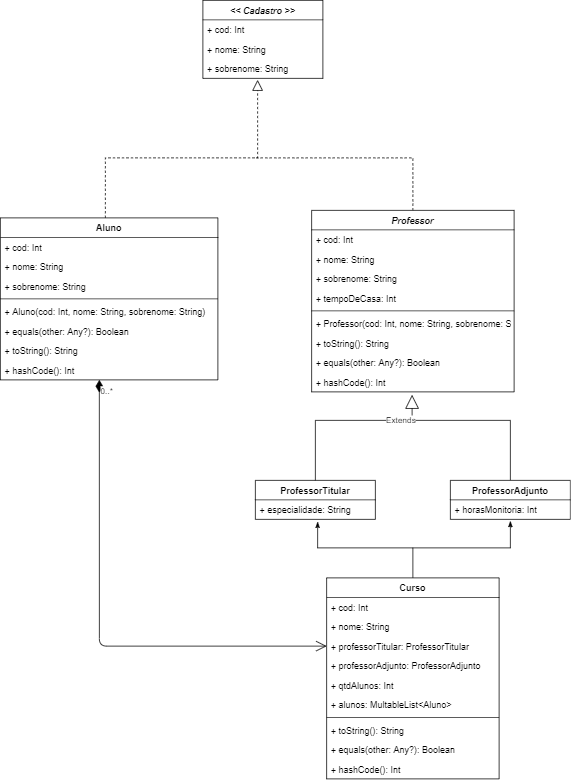 << Cadastro >>
+ cod: Int
+ nome: String
+ sobrenome: String
Aluno
+ cod: Int
+ nome: String
+ sobrenome: String
+ Aluno(cod: Int, nome: String, sobrenome: String)
+ equals(other: Any?): Boolean
+ toString(): String
+ hashCode(): Int
0..*
Professor
+ cod: Int
+ nome: String
+ sobrenome: String
+ tempoDeCasa: Int
+ Professor(cod: Int, nome: String, sobrenome: S
+ toString(): String
+ equals(other: Any?): Boolean
+ hashCode(): Int
Extends
ProfessorTitular
+ especialidade: String
ProfessorAdjunto
+ horasMonitoria: Int
Curso
+ cod: Int
+ nome: String
+ professorTitular: ProfessorTitular
+ professorAdjunto: ProfessorAdjunto
+ qtdAlunos: Int
+ alunos: MultableList<Aluno>
+ toString(): String
+ equals(other: Any?): Boolean
+ hashCode(): Int